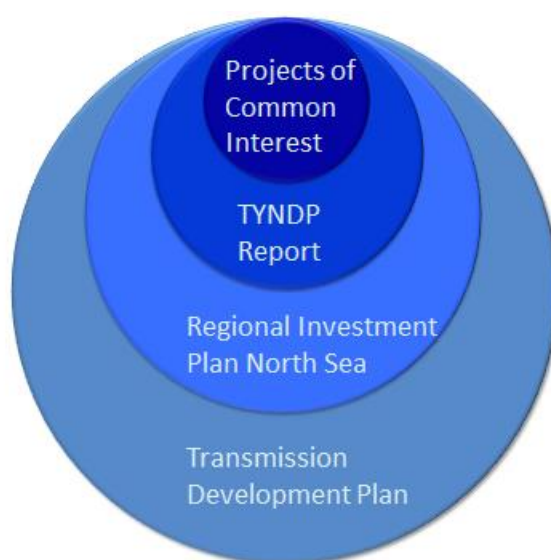 Projects of
Common
Interest
TYNDP
Report
Regional Investment
Plan North Sea
Transmission
Development Plan